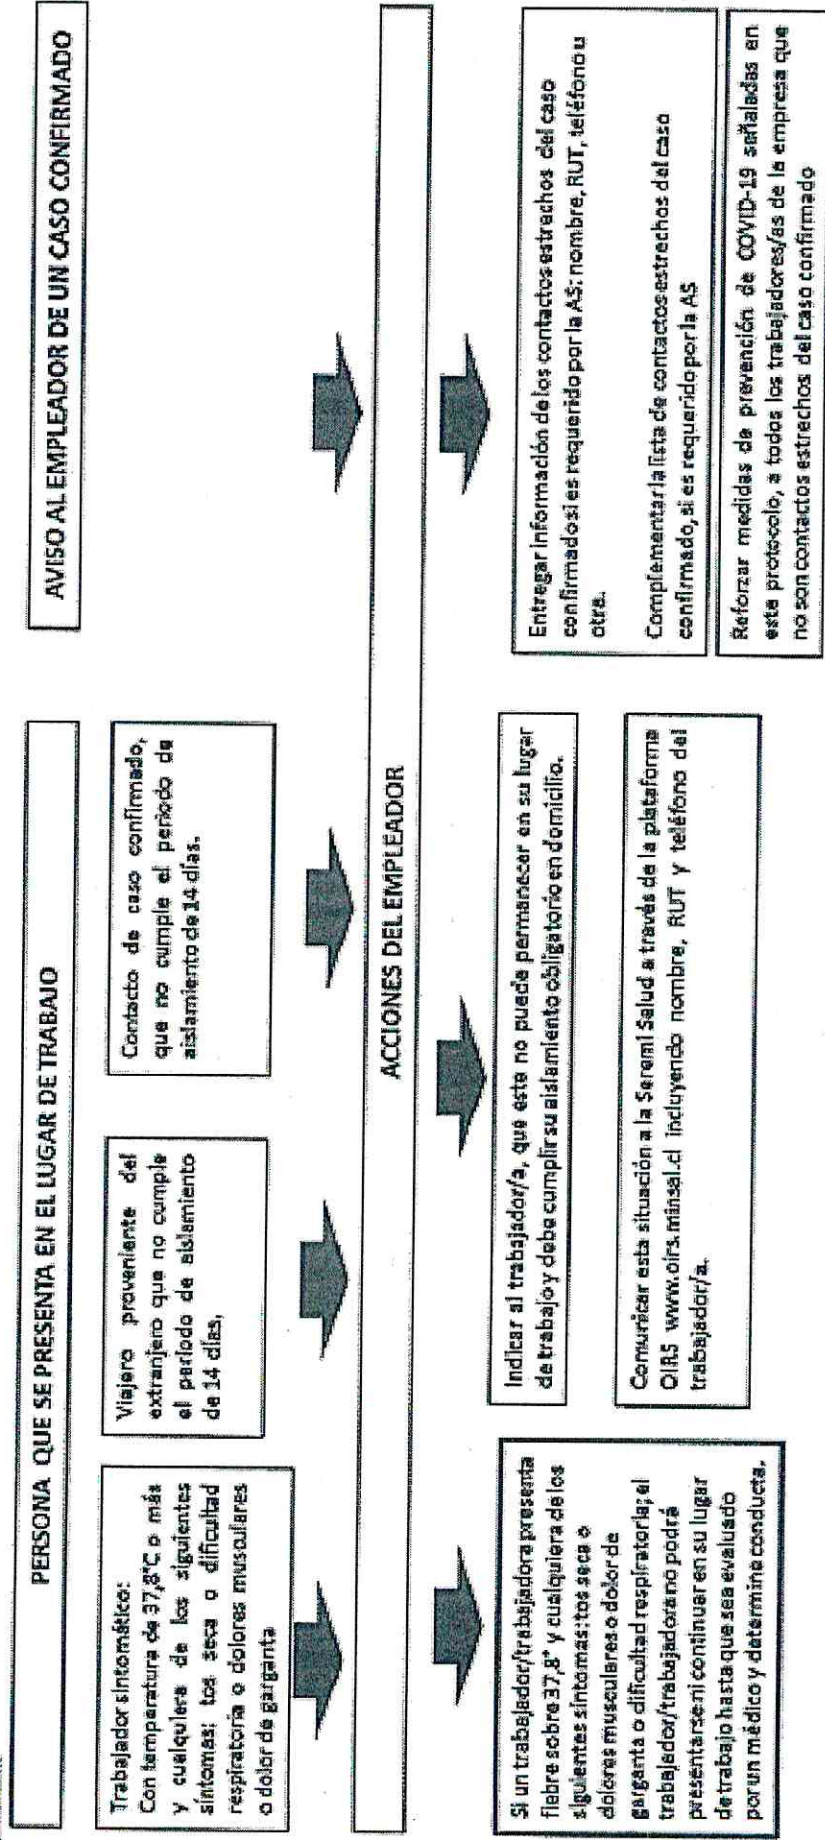 PERSONA QUE SE PRESENTA EN EL LUGAR DE TRABAJO
AVISO AL EMPLEADOR DE UN CASO CONFIRMADO
Trabajador sintomático:
Con temperatura de 37,8°C o más
y cualquiera de los siguientes
síntomas: tos seca o dificultad
respiratoria o dolores musculares
o dolor de garganta
Viajero proveniente del
extranjero que no cumple
el periodo de aislamiento
de 14 días,
Contacto de caso confirmado,
que no cumple el periodo de
aislamiento de 14 días.
ACCIONES DEL EMPLEADOR
Si un trabajador/trabajadora presenta
fiebre sobre 37,8° y cualquiera de los
siguientes síntomas: tos seca o
dolores musculares o dolor de
garganta o dificultad respiratoria; el
trabajador/trabajadora no podrá
presentarse ni continuar en su lugar
de trabajo hasta que sea evaluado
por un médico y determine conducta.
Indicar al trabajador/a, que este no puede permanecer en su lugar
de trabajo y debe cumplir su aislamiento obligatorio en domicilio.
Comunicar esta situación a la Seremi Salud a través de la plataforma
OIRS www.oirs.minsal.cl incluyendo nombre, RUT y teléfono del
trabajador/a.
Entregar información de los contactos estrechos del caso
confirmado si es requerido por la AS: nombre, RUT, teléfono u
otra.
Complementar la lista de contactos estrechos del caso
confirmado, si es requerido por la AS
Reforzar medidas de prevención de COVID-19 señaladas en
este protocolo, a todos los trabajadores/as de la empresa que
no son contactos estrechos del caso confirmado